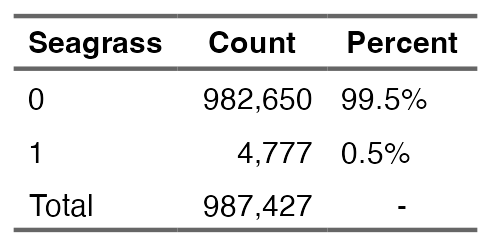 Seagrass Count Percent
0 982,650 99.5%
1 4,777 0.5%
Total 987,427 -